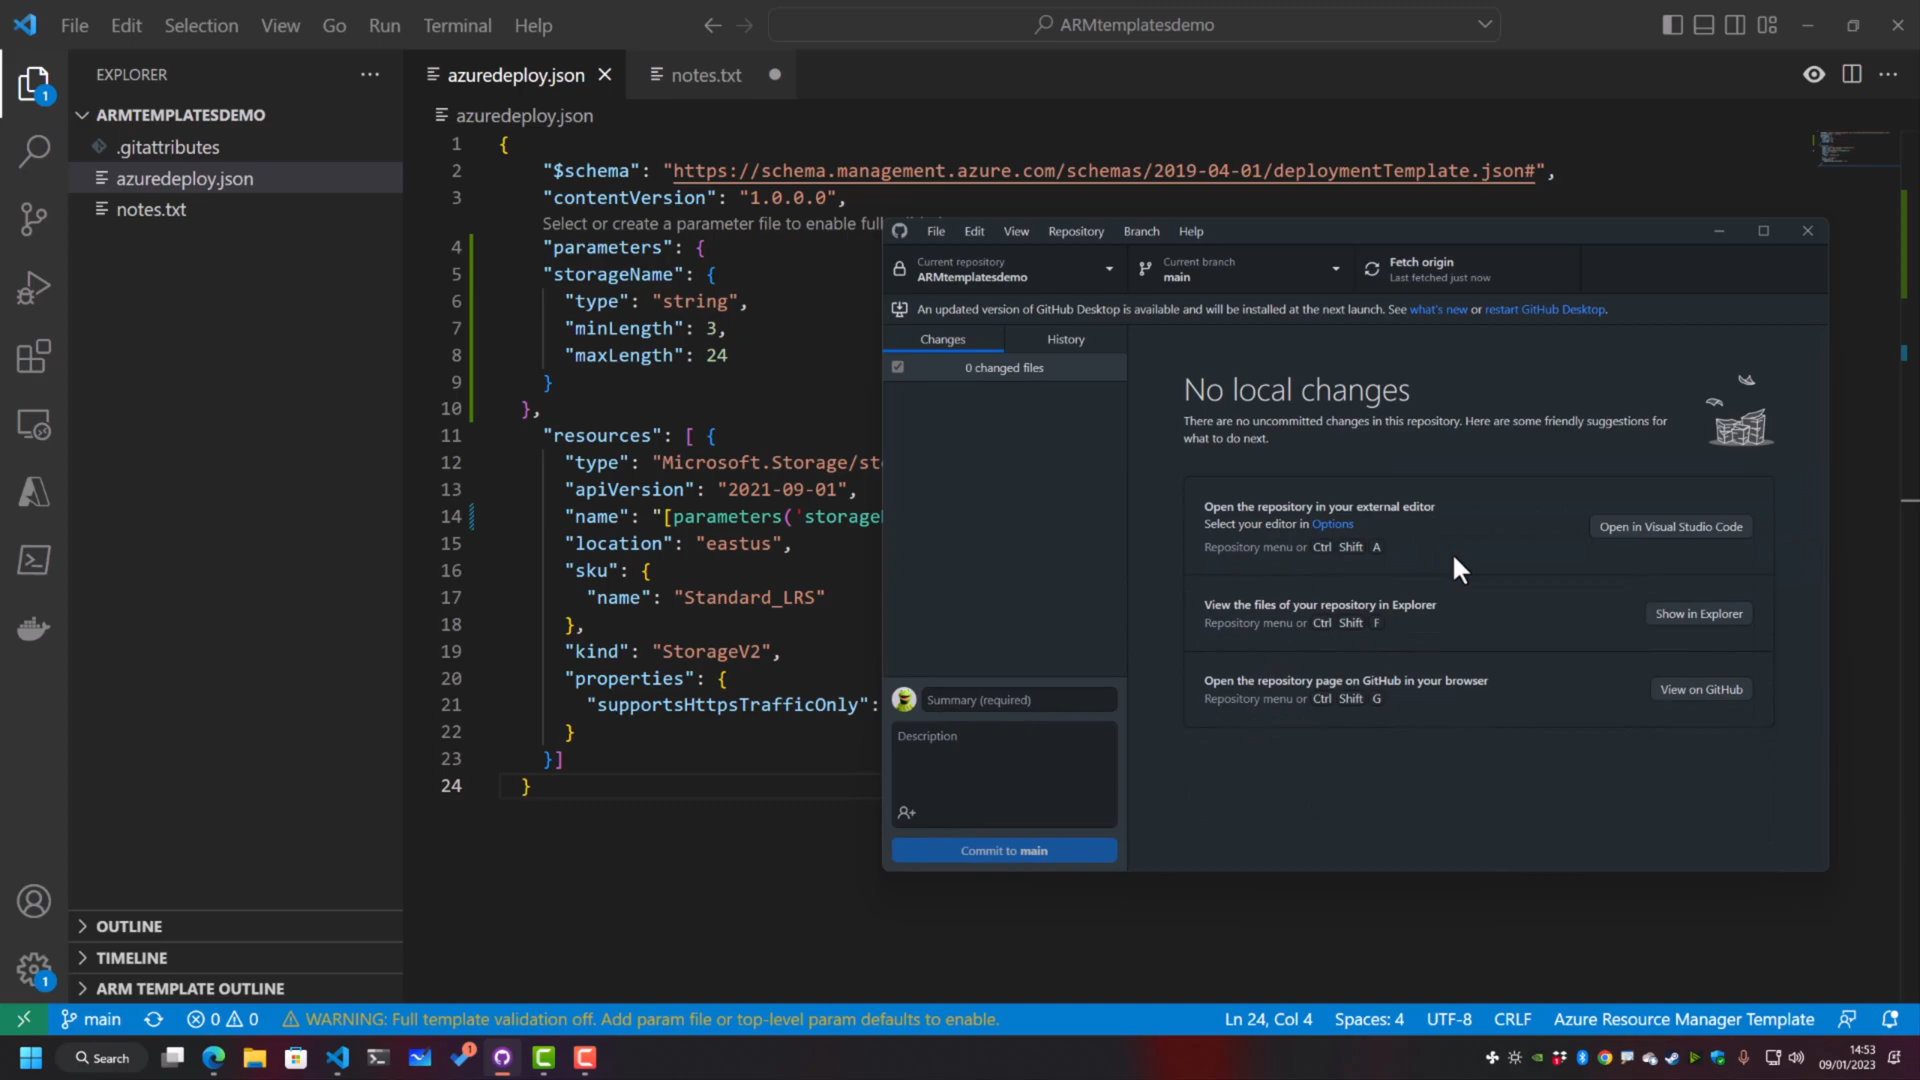 File Edit Selection View Go Run Terminal Help
ARMtemplatesdemo
EXPLORER
ARMTEMPLATESDEMO
.gitattributes
azuredeploy.json
notes.txt
OUTLINE
TIMELINE
ARM TEMPLATE OUTLINE
1
1
azuredeploy.json
notes.txt
azuredeploy.json
1 {
2 "$schema": "https://schema.management.azure.com/schemas/2019-04-01/deploymentTemplate.json#",
3 "contentVersion": "1.0.0.0",
Select or create a parameter file to enable full
4 "parameters": {
5 "storageName": {
6 "type": "string",
7 "minLength": 3,
8 "maxLength": 24
9 }
10 },
11 "resources": [ {
12 "type": "Microsoft.Storage/st
13 "apiVersion": "2021-09-01",
14 "name": "[parameters('storage
15 "location": "eastus",
16 "sku": {
17 "name": "Standard_LRS"
18 },
19 "kind": "StorageV2",
20 "properties": {
21 "supportsHttpsTrafficOnly":
22 }
23 }]
24 }
File Edit View Repository Branch Help
Current repository
ARMtemplatesdemo
Current branch
main
Fetch origin
Last fetched just now
An updated version of GitHub Desktop is available and will be installed at the next launch. See what's new or restart GitHub Desktop.
Changes
History
0 changed files
Summary (required)
Description
Commit to main
No local changes
There are no uncommitted changes in this repository. Here are some friendly suggestions for
what to do next.
Open the repository in your external editor
Select your editor in Options
Repository menu or Ctrl Shift A
Open in Visual Studio Code
View the files of your repository in Explorer
Repository menu or Ctrl Shift F
Show in Explorer
Open the repository page on GitHub in your browser
Repository menu or Ctrl Shift G
View on GitHub
main
0 0
WARNING: Full template validation off. Add param file or top-level param defaults to enable.
Ln 24, Col 4
Spaces: 4
UTF-8
CRLF
Azure Resource Manager Template
Search
1
14:53
09/01/2023